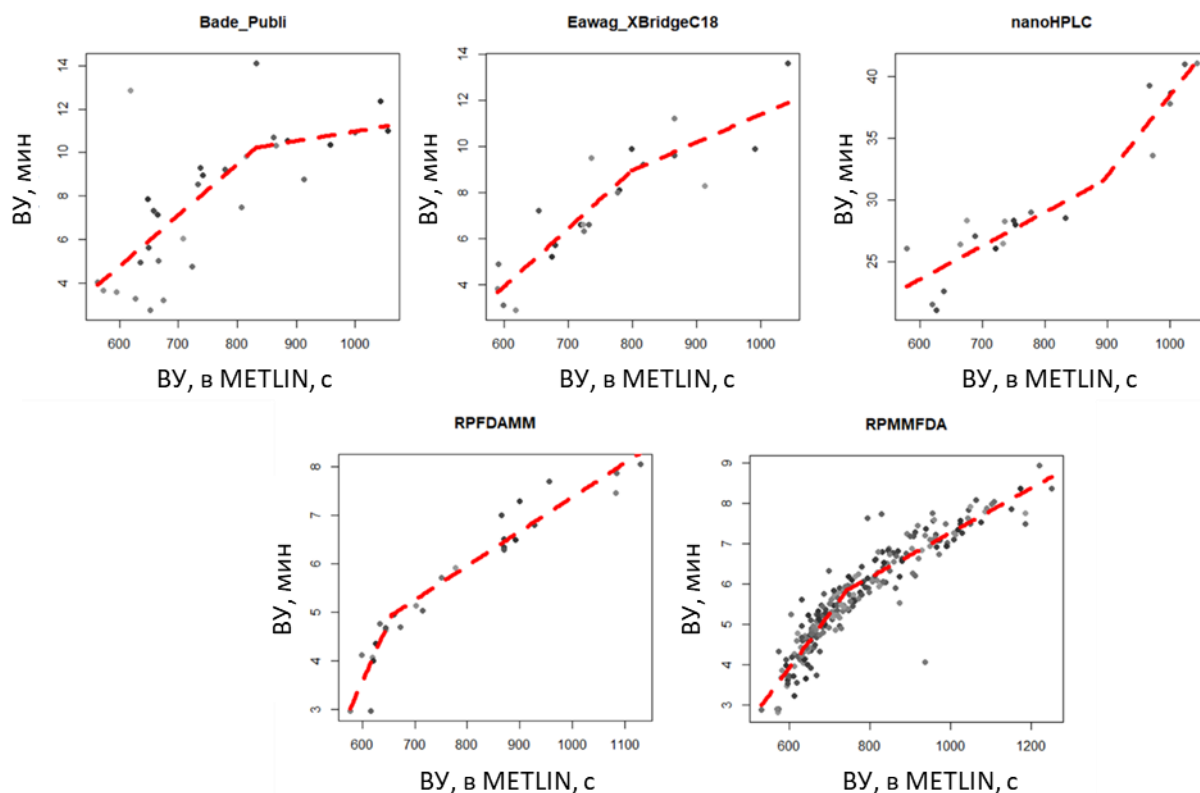 Bade_Publi
Eawag_XBridgeC18
nanoHPLC
ВУ, мин
14
12
10
8
6
4
600 700 800 900 1000
ВУ, в METLIN, с
ВУ, мин
14
12
10
8
6
4
600 700 800 900 1000
ВУ, в METLIN, с
ВУ, мин
40
35
30
25
600 700 800 900 1000
ВУ, в METLIN, с
RPFDAMM
RPMMFDA
ВУ, мин
8
7
6
5
4
3
600 700 800 900 1000 1100
ВУ, в METLIN, с
ВУ, мин
9
8
7
6
5
4
3
600 800 1000 1200
ВУ, в METLIN, с